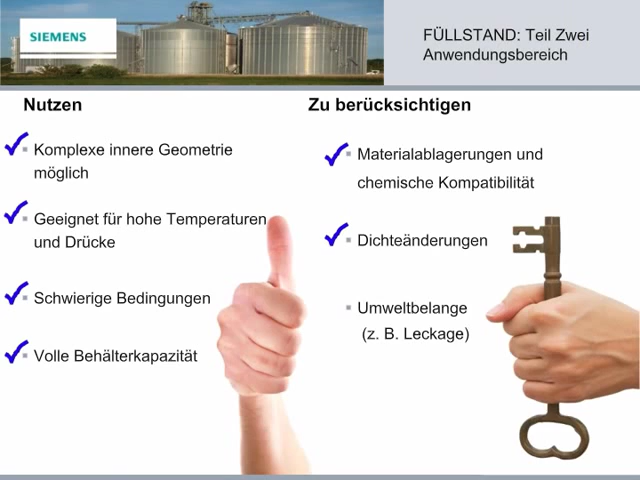 SIEMENS
FÜLLSTAND: Teil Zwei
Anwendungsbereich
Nutzen
Komplexe innere Geometrie
möglich
Geeignet für hohe Temperaturen
und Drücke
Schwierige Bedingungen
Volle Behälterkapazität
Zu berücksichtigen
Materialablagerungen und
chemische Kompatibilität
Dichteänderungen
Umweltbelange
(z. B. Leckage)